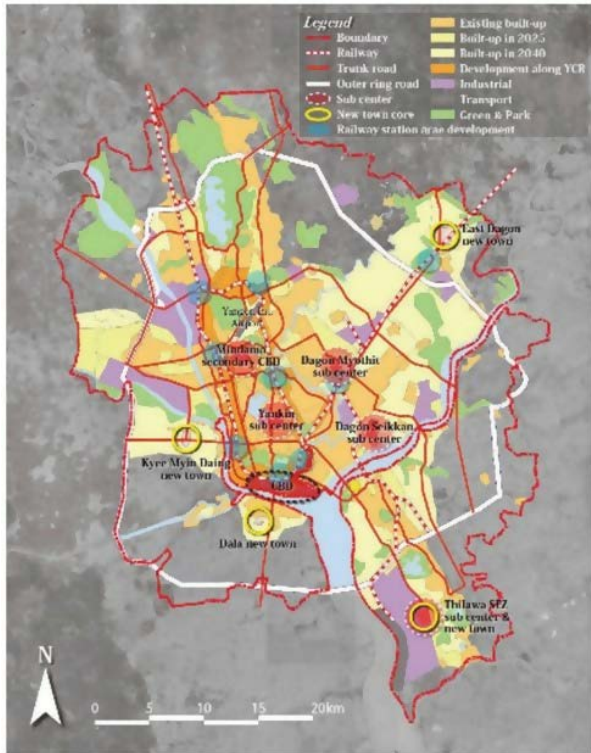 Legend
Boundary
Railway
Trunk road
Outer ring road
Sub center
New town core
Railway station arae development
Existing built-up
Built-up in 2025
Built-up in 2040
Development along YCR
Industrial
Transport
Green & Park
East Dagon
new town
Airport
Mindama
secondary CBD
Dagon Myothit
sub center
Yankin
sub center
Dagon Seikkan
sub center
Kyee Myin Daing
new town
CBD
Dala new town
Thilawa SEZ
sub center &
new town
N
0 5 10 15 20km